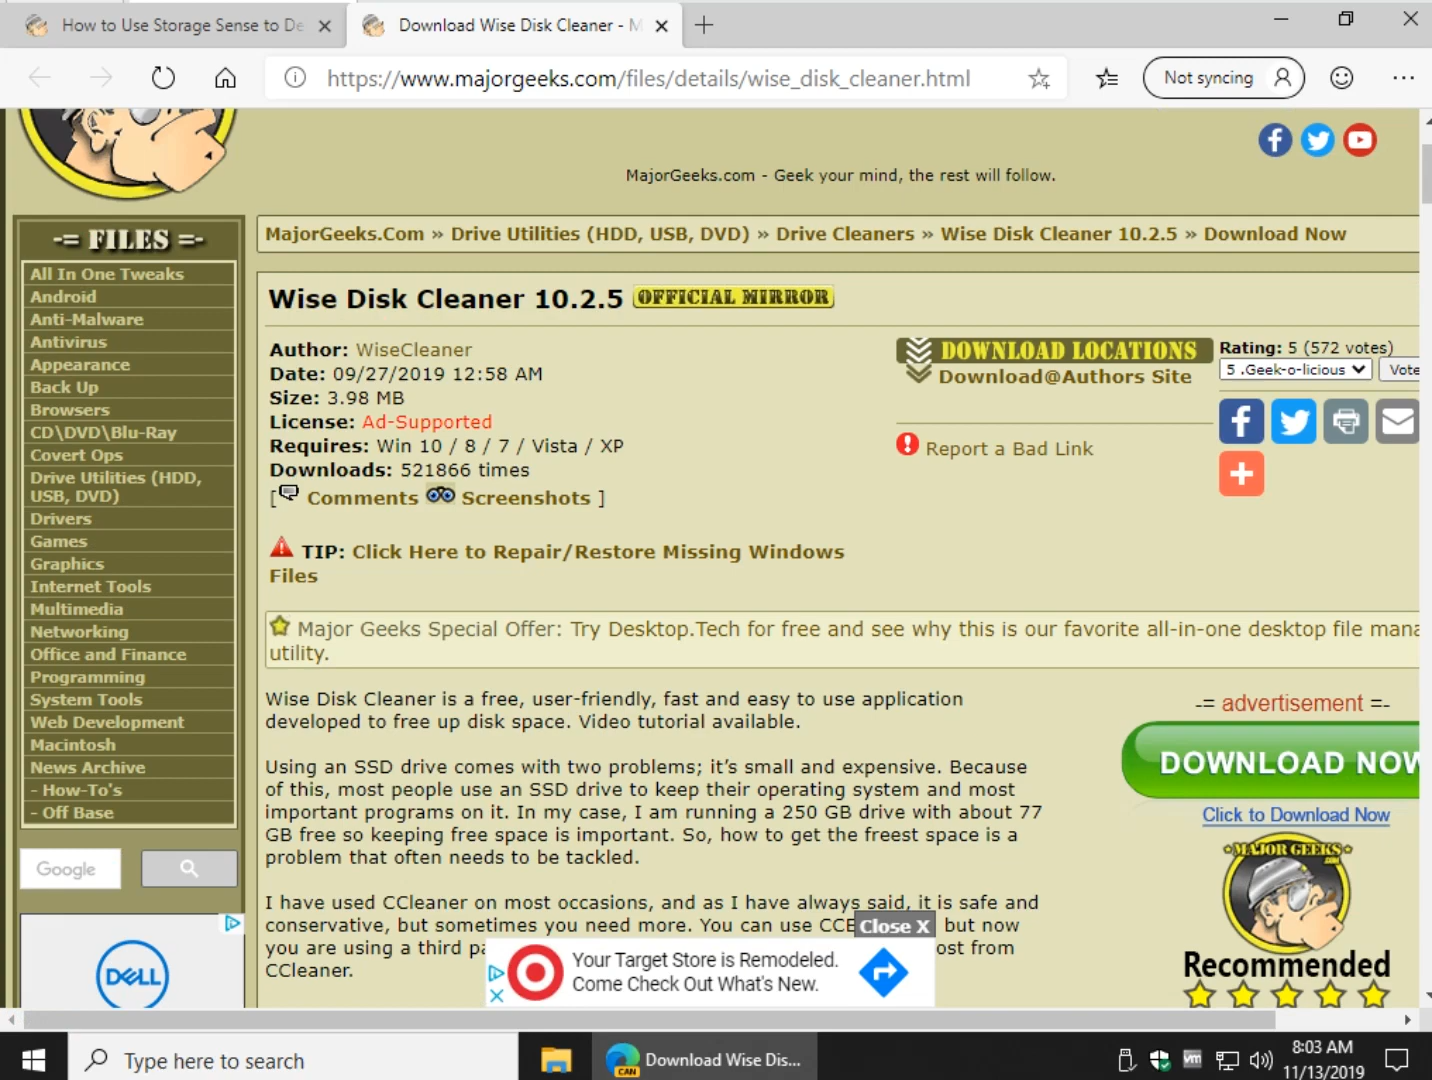 How to Use Storage Sense to De
Download Wise Disk Cleaner - M
https://www.majorgeeks.com/files/details/wise_disk_cleaner.html
Not syncing
MajorGeeks.com - Geek your mind, the rest will follow.
-= FILES =-
All In One Tweaks
Android
Anti-Malware
Antivirus
Appearance
Back Up
Browsers
CD\DVD\Blu-Ray
Covert Ops
Drive Utilities (HDD,
USB, DVD)
Drivers
Games
Graphics
Internet Tools
Multimedia
Networking
Office and Finance
Programming
System Tools
Web Development
Macintosh
News Archive
- How-To's
- Off Base
Google
DELL
MajorGeeks.Com » Drive Utilities (HDD, USB, DVD) » Drive Cleaners » Wise Disk Cleaner 10.2.5 » Download Now
Wise Disk Cleaner 10.2.5 OFFICIAL MIRROR
Author: WiseCleaner
Date: 09/27/2019 12:58 AM
Size: 3.98 MB
License: Ad-Supported
Requires: Win 10 / 8 / 7 / Vista / XP
Downloads: 521866 times
[ Comments Screenshots ]
DOWNLOAD LOCATIONS
Download@Authors Site
Report a Bad Link
Rating: 5 (572 votes)
5 .Geek-o-licious
Vote
TIP: Click Here to Repair/Restore Missing Windows
Files
Major Geeks Special Offer: Try Desktop.Tech for free and see why this is our favorite all-in-one desktop file mana
utility.
Wise Disk Cleaner is a free, user-friendly, fast and easy to use application
developed to free up disk space. Video tutorial available.
Using an SSD drive comes with two problems; it's small and expensive. Because
of this, most people use an SSD drive to keep their operating system and most
important programs on it. In my case, I am running a 250 GB drive with about 77
GB free so keeping free space is important. So, how to get the freest space is a
problem that often needs to be tackled.
I have used CCleaner on most occasions, and as I have always said, it is safe and
conservative, but sometimes you need more. You can use CCE but now
you are using a third pa ost from
CCleaner.
-= advertisement =-
DOWNLOAD NOW
Click to Download Now
MAJOR GEEKS
.COM
Recommended
Close X
Your Target Store is Remodeled.
Come Check Out What's New.
Type here to search
CAN
Download Wise Dis...
vm
8:03 AM
11/13/2019